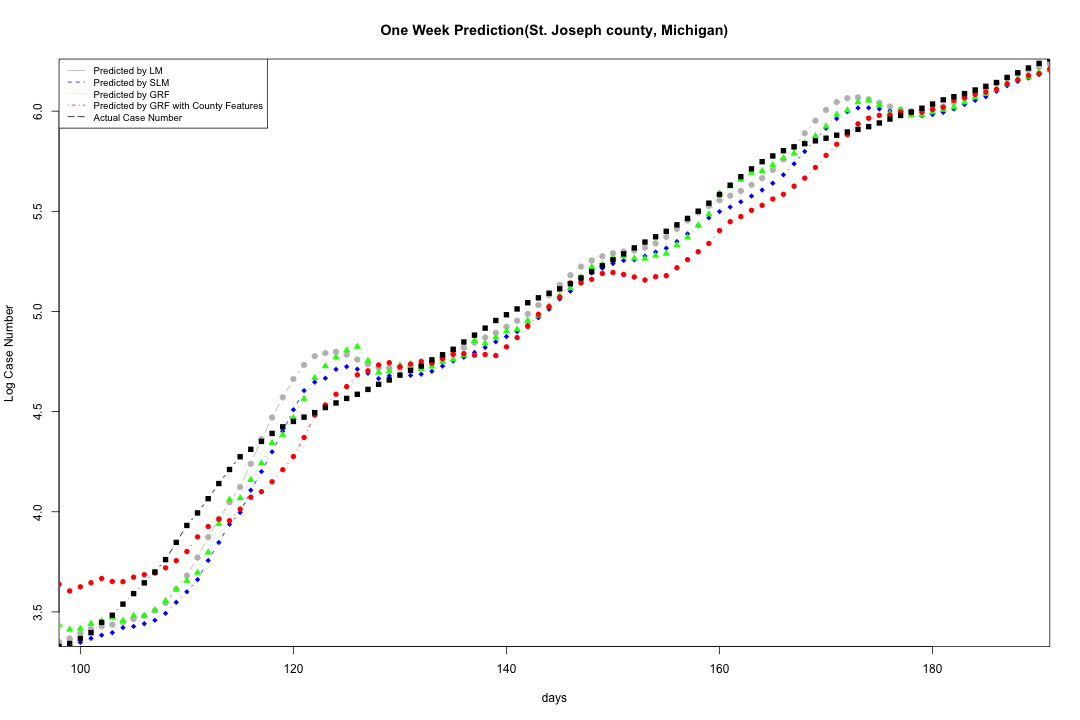 One Week Prediction(St. Joseph county, Michigan)
Predicted by LM
Predicted by SLM
Predicted by GRF
Predicted by GRF with County Features
Actual Case Number
Log Case Number
6.0
5.5
5.0
4.5
4.0
3.5
100 120 140 160 180
days